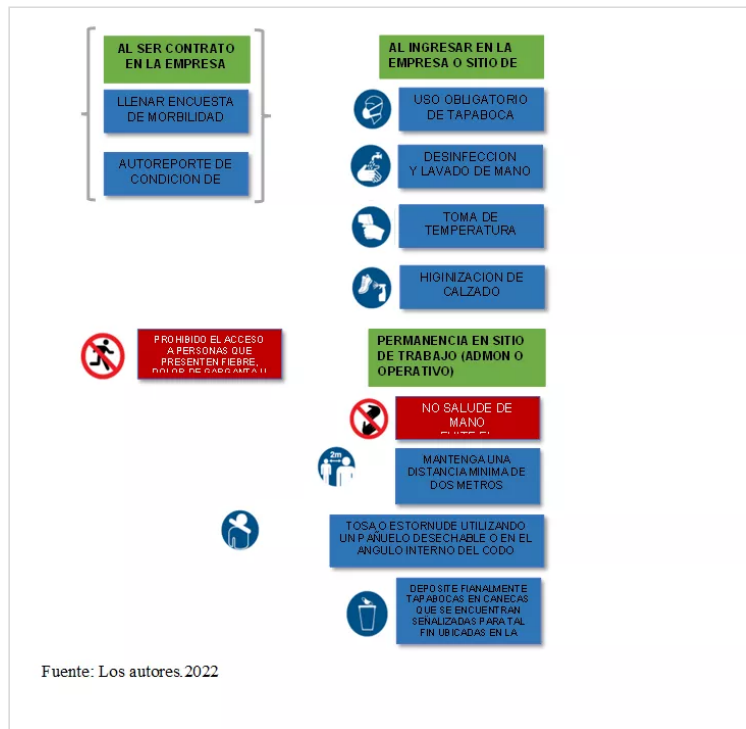 AL SER CONTRATO
EN LA EMPRESA
LLENAR ENCUESTA
DE MORBILIDAD
AUTOREPORTE DE
CONDICION DE
AL INGRESAR EN LA
EMPRESA O SITIO DE
USO OBLIGATORIO
DE TAPABOCA
DESINFECCION
Y LAVADO DE MANO
TOMA DE
TEMPERATURA
HIGINIZACION DE
CALZADO
PROHIBIDO EL ACCESO
A PERSONAS QUE
PRESENTEN FIEBRE,
DOLOR DE GARGANTA U
PERMANENCIA EN SITIO
DE TRABAJO (ADMON O
OPERATIVO)
NO SALUDE DE
MANO
2m
MANTENGA UNA
DISTANCIA MINIMA DE
DOS METROS
TOSA O ESTORNUDE UTILIZANDO
UN PAÑUELO DESECHABLE O EN EL
ANGULO INTERNO DEL CODO
DEPOSITE FIANALMENTE
TAPABOCAS EN CANECAS
QUE SE ENCUENTRAN
SEÑALIZADAS PARA TAL
FIN UBICADAS EN LA
Fuente: Los autores.2022